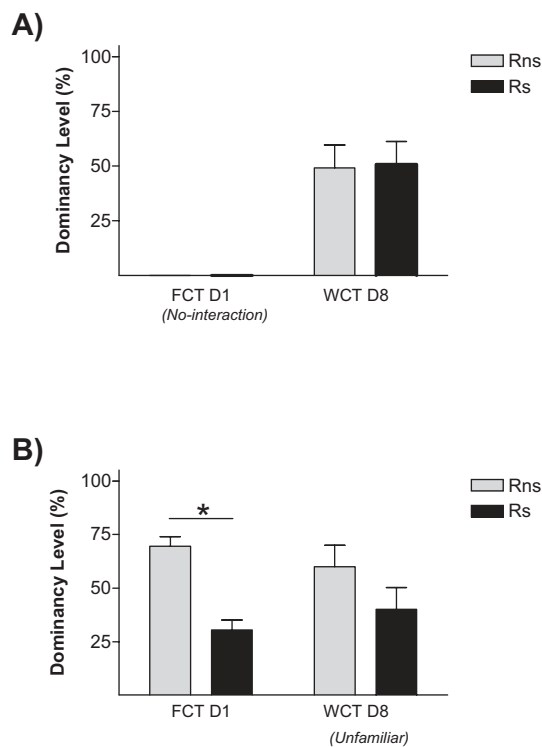 A)
Dominancy Level (%)
100
75
50
25
Rns
Rs
FCT D1
WCT D8
(No-interaction)
B)
Dominancy Level (%)
100
75
50
25
*
Rns
Rs
FCT D1
WCT D8
(Unfamiliar)